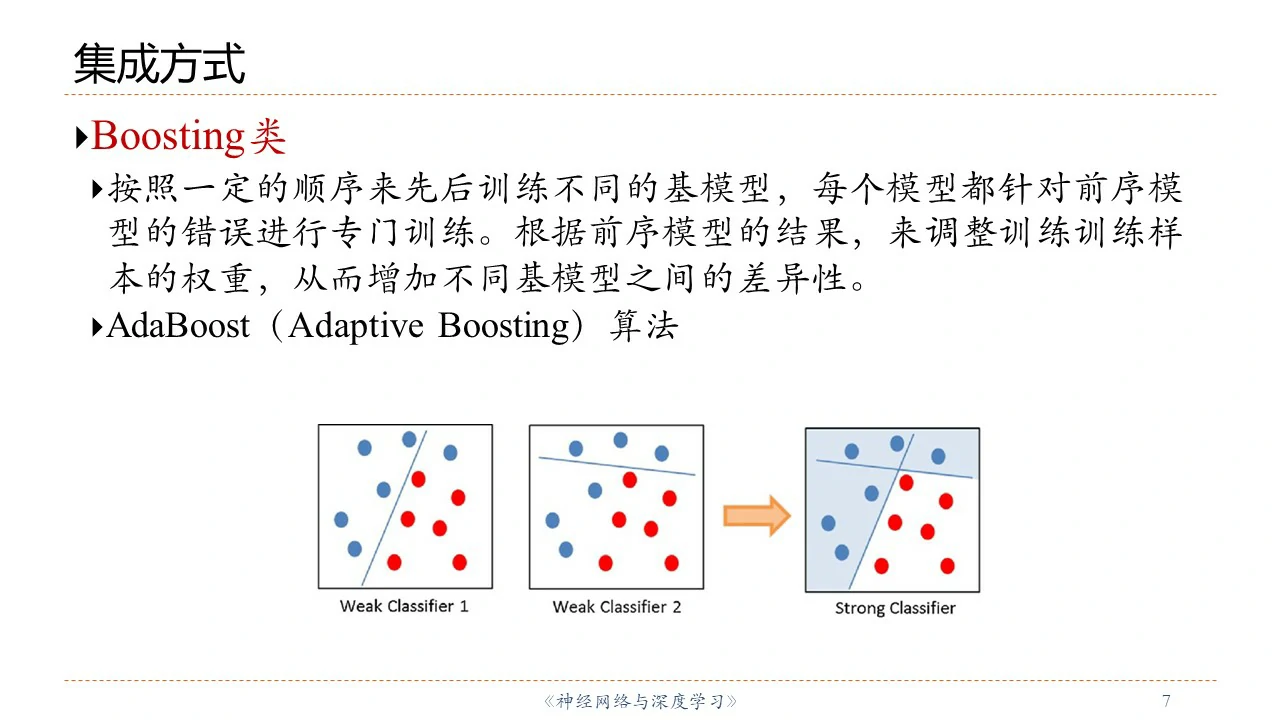 集成方式
Boosting类
按照一定的顺序来先后训练不同的基模型，每个模型都针对前序模
型的错误进行专门训练。根据前序模型的结果，来调整训练训练样
本的权重，从而增加不同基模型之间的差异性。
AdaBoost（Adaptive Boosting）算法
Weak Classifier 1
Weak Classifier 2
Strong Classifier
《神经网络与深度学习》
7